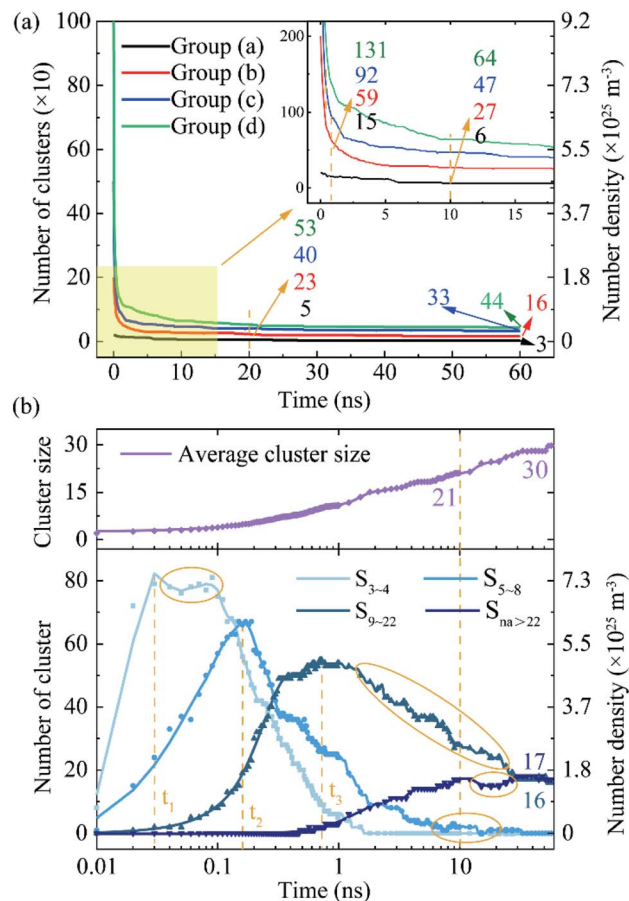 (a)
Group (a)
Group (b)
Group (c)
Group (d)
Number of clusters (×10)
100
80
60
40
20
0
Number density (×10²⁵ m⁻³)
9.2
7.3
5.5
3.7
1.8
0
200
100
0
131
92
59
15
64
47
27
6
0 5 10 15
53
40
23
5
33
44
16
3
0 10 20 30 40 50 60
Time (ns)
(b)
Cluster size
30
15
0
Average cluster size
21
30
Number of cluster
80
60
40
20
0
S3~4
S5~8
S9~22
Sna>22
Number density (×10²⁵ m⁻³)
7.3
5.5
3.7
1.8
0
t1
t2
t3
17
16
0.01 0.1 1 10
Time (ns)